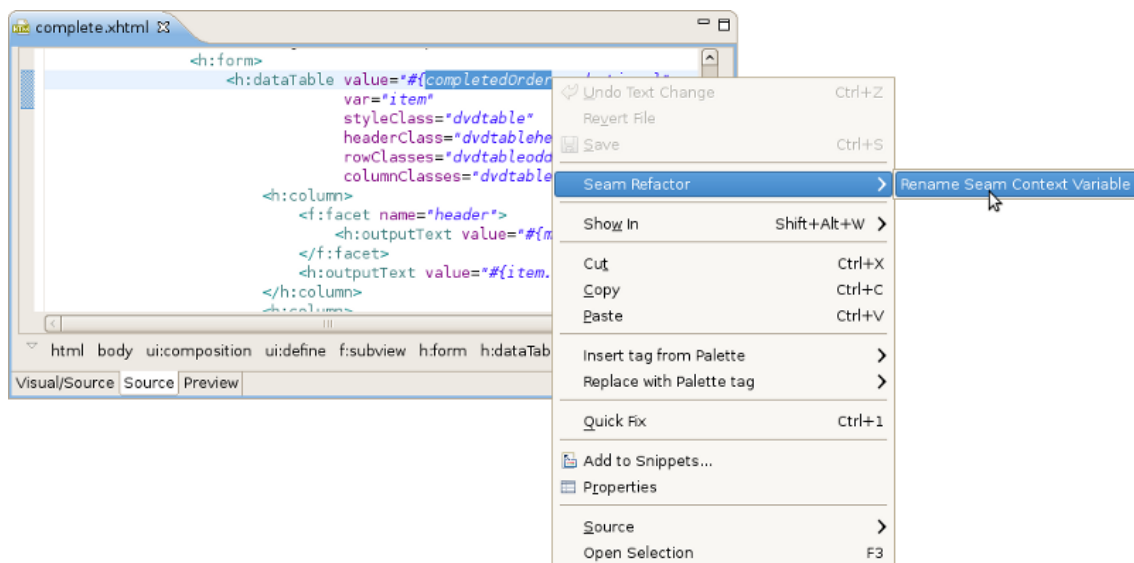 complete.xhtml
<h:form>
<h:dataTable value="#{completedOrder
var="item"
styleClass="dvdtable"
headerClass="dvdtablehe
rowClasses="dvdtableodd
columnClasses="dvdtable
<h:column>
<f:facet name="header">
<h:outputText value="#{m
</f:facet>
<h:outputText value="#{item.
</h:column>
<h:column>
html body ui:composition ui:define f:subview h:form h:dataTab
Visual/Source Source Preview
Undo Text Change Ctrl+Z
Revert File
Save Ctrl+S
Seam Refactor
Rename Seam Context Variable
Show In Shift+Alt+W
Cut Ctrl+X
Copy Ctrl+C
Paste Ctrl+V
Insert tag from Palette
Replace with Palette tag
Quick Fix Ctrl+1
Add to Snippets...
Properties
Source
Open Selection F3